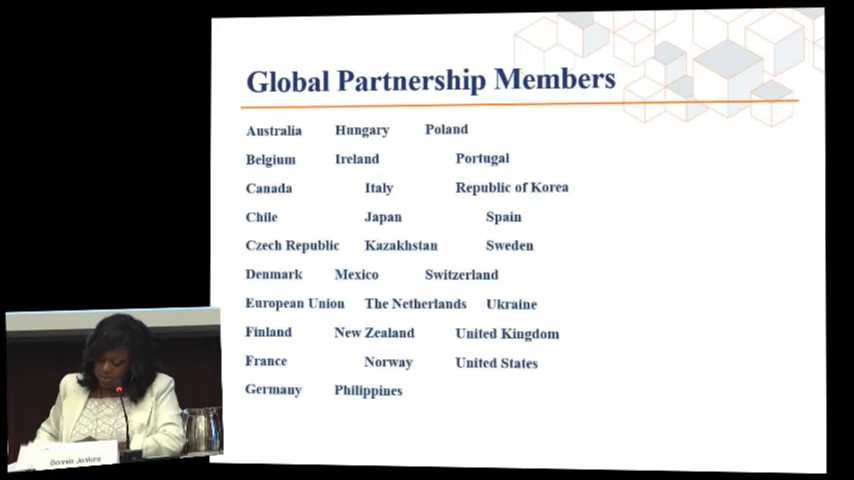 Global Partnership Members
Australia Hungary Poland
Belgium Ireland Portugal
Canada Italy Republic of Korea
Chile Japan Spain
Czech Republic Kazakhstan Sweden
Denmark Mexico Switzerland
European Union The Netherlands Ukraine
Finland New Zealand United Kingdom
France Norway United States
Germany Philippines
Bonnie Jenkins